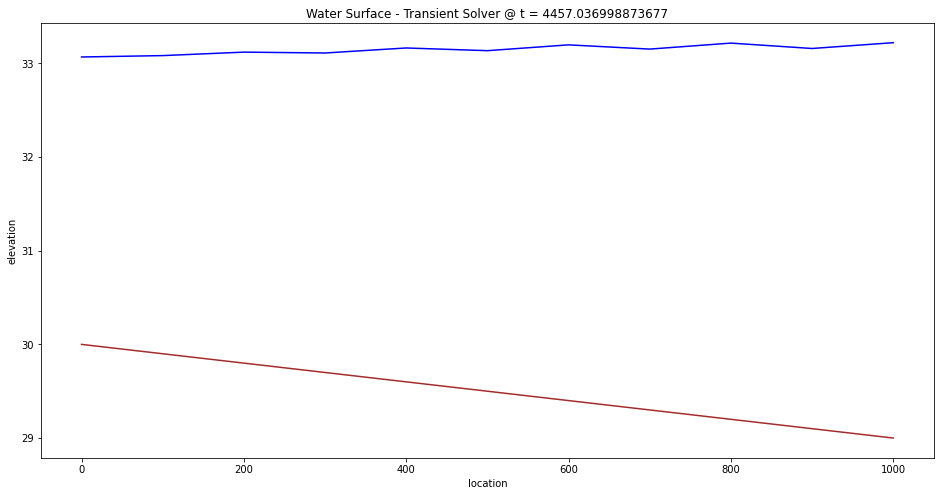 Water Surface - Transient Solver @ t = 4457.036998873677
33
32
31
30
29
elevation
0 200 400 600 800 1000
location